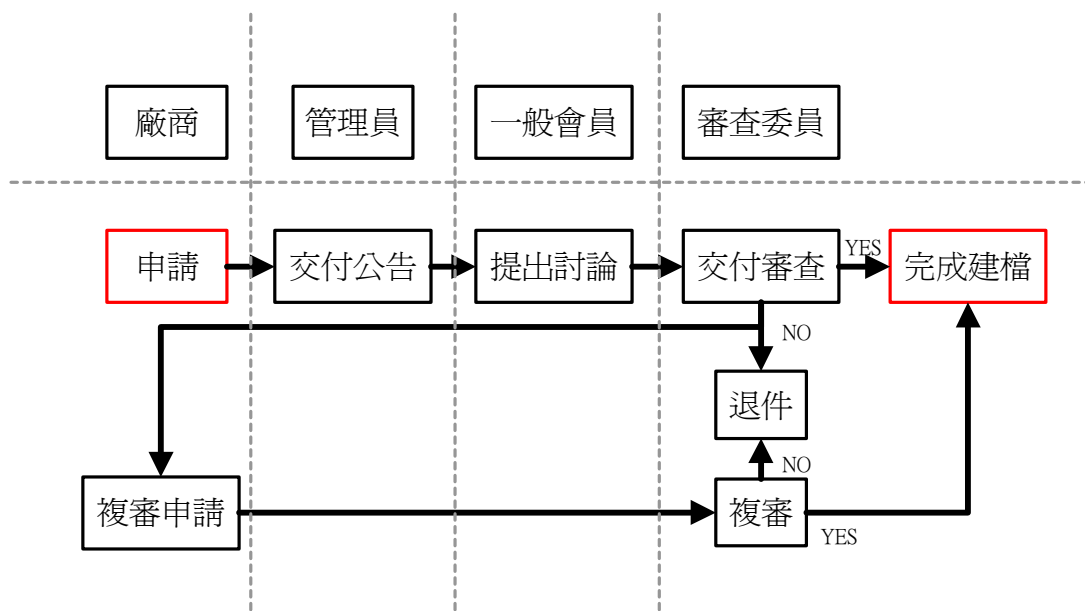 廠商
管理員
一般會員
審查委員
申請
交付公告
提出討論
交付審查
YES
完成建檔
NO
退件
NO
複審申請
複審
YES